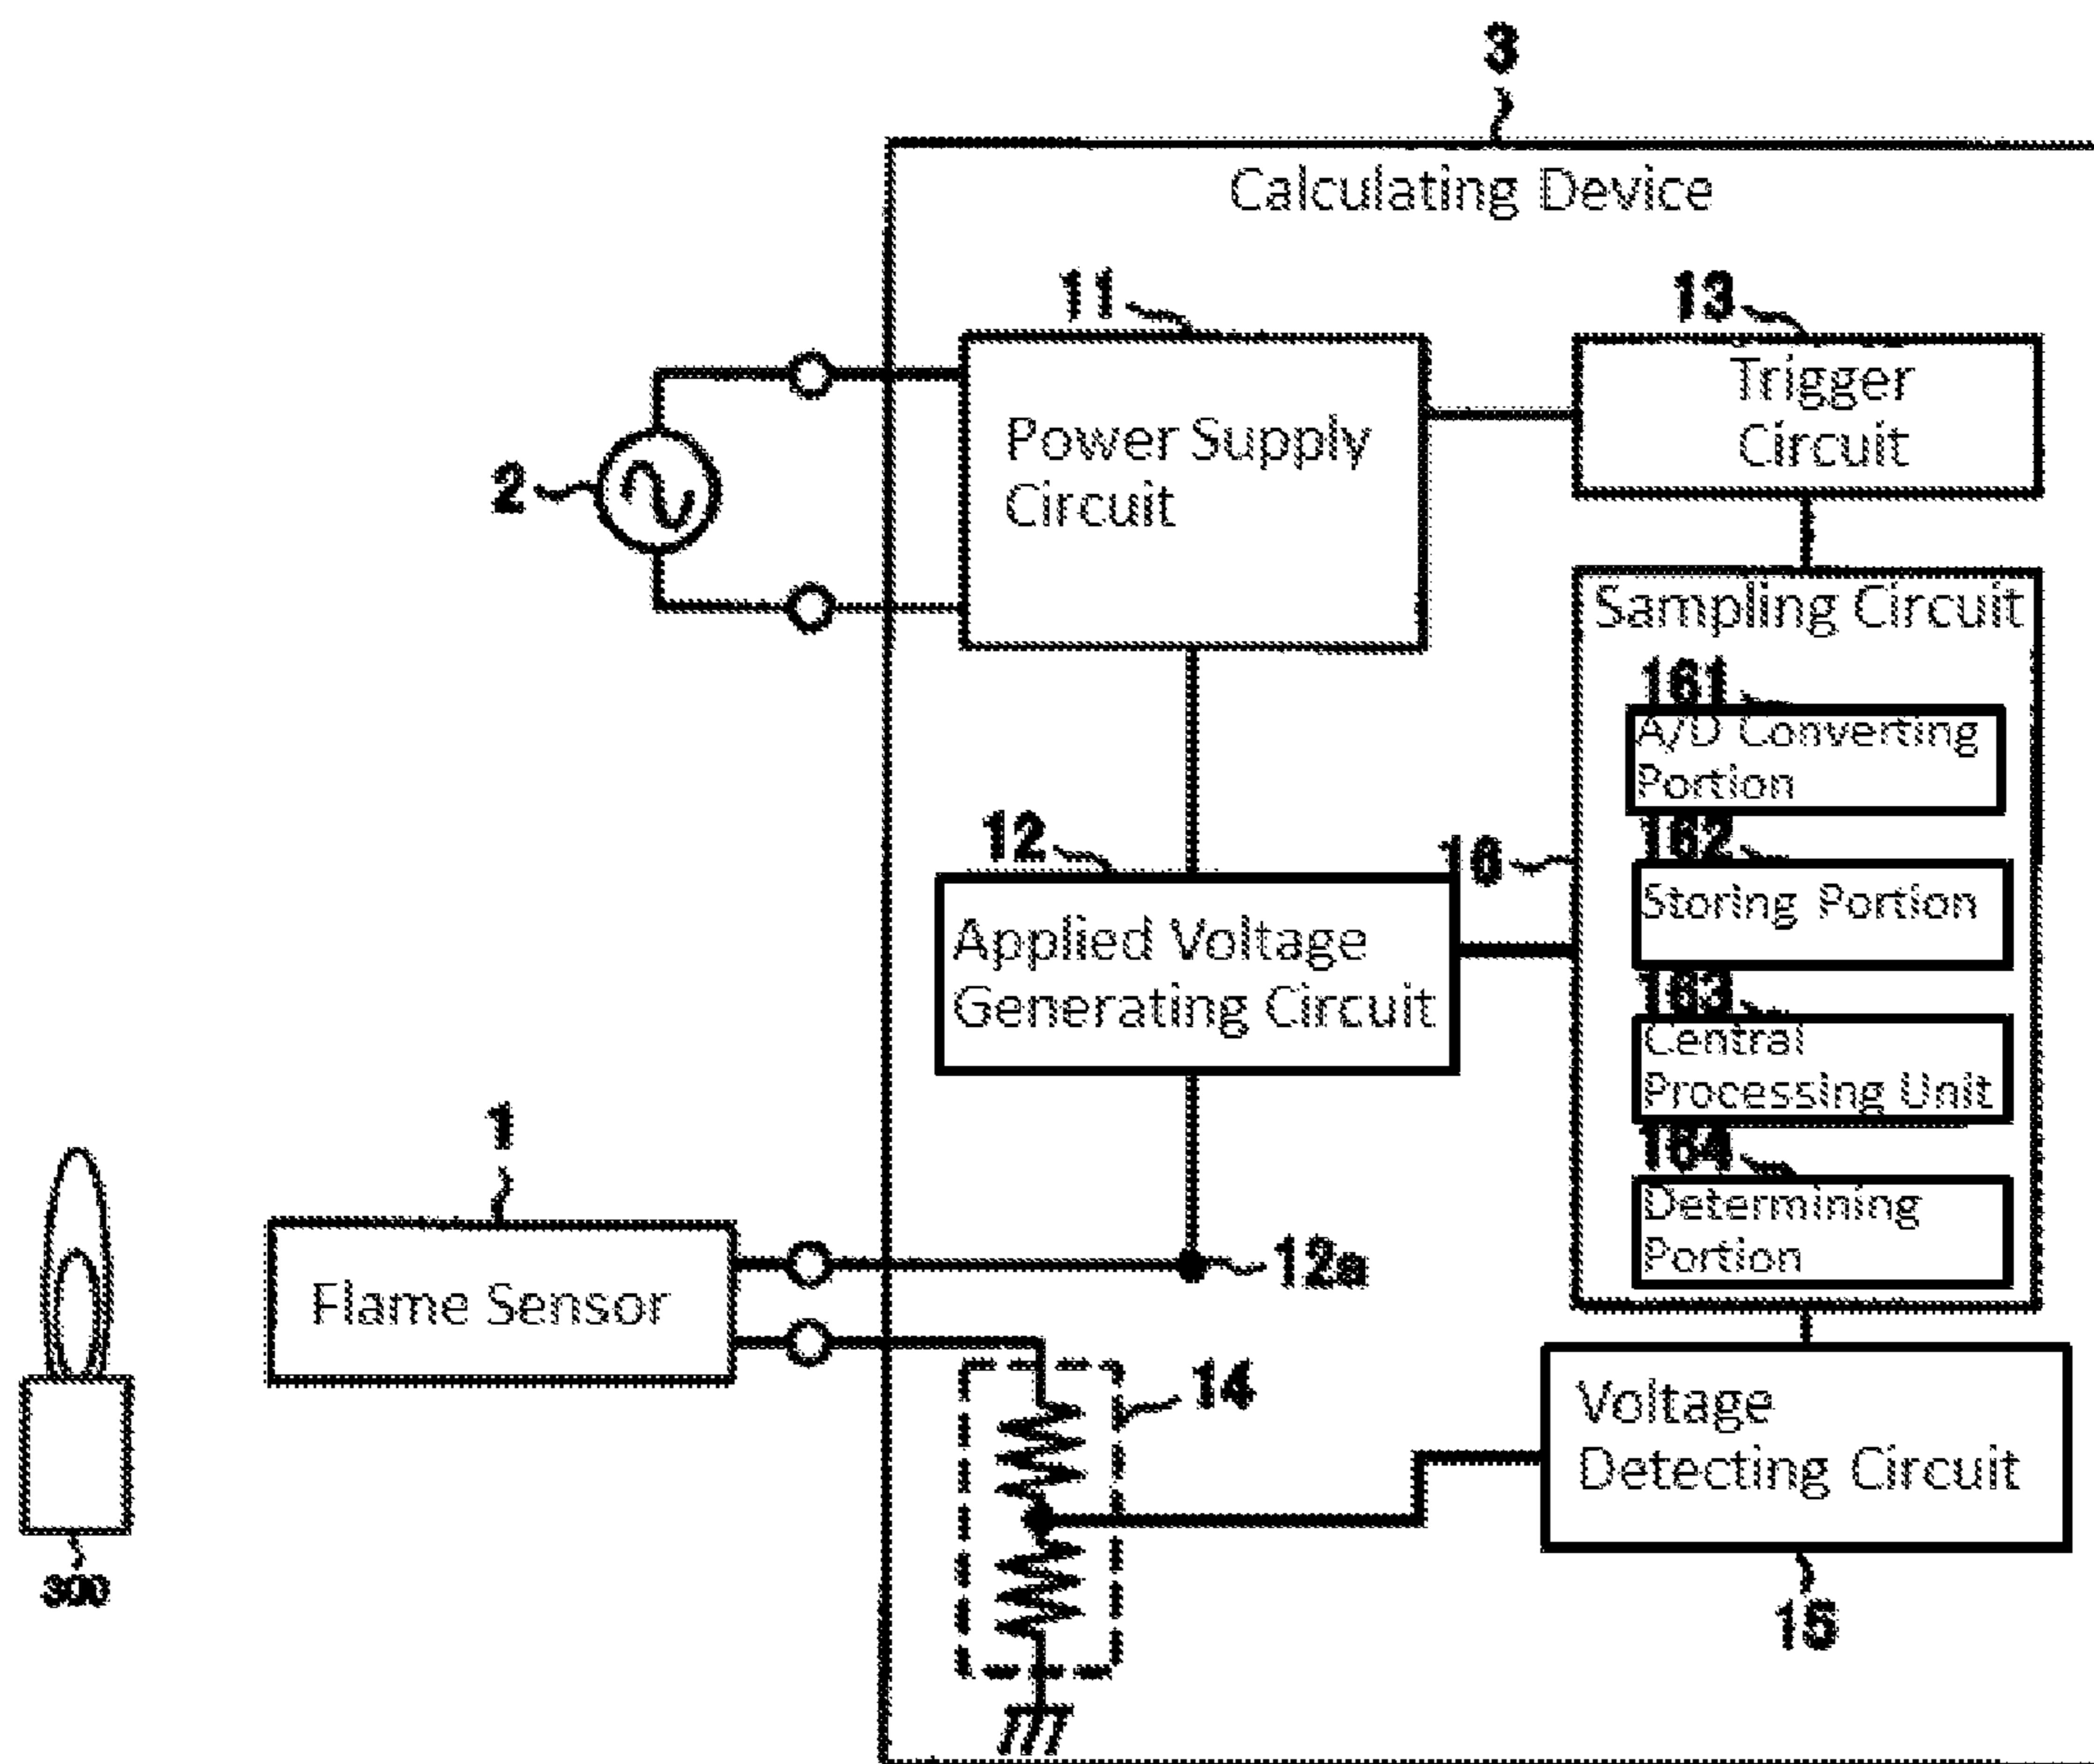 3
Calculating Device
11
13
Power Supply
Circuit
Trigger
Circuit
2
Sampling Circuit
161
A/D Converting
Portion
12
16
162
Storing Portion
Applied Voltage
Generating Circuit
163
Central
Processing Unit
1
164
Determining
Portion
Flame Sensor
12a
14
Voltage
Detecting Circuit
300
15